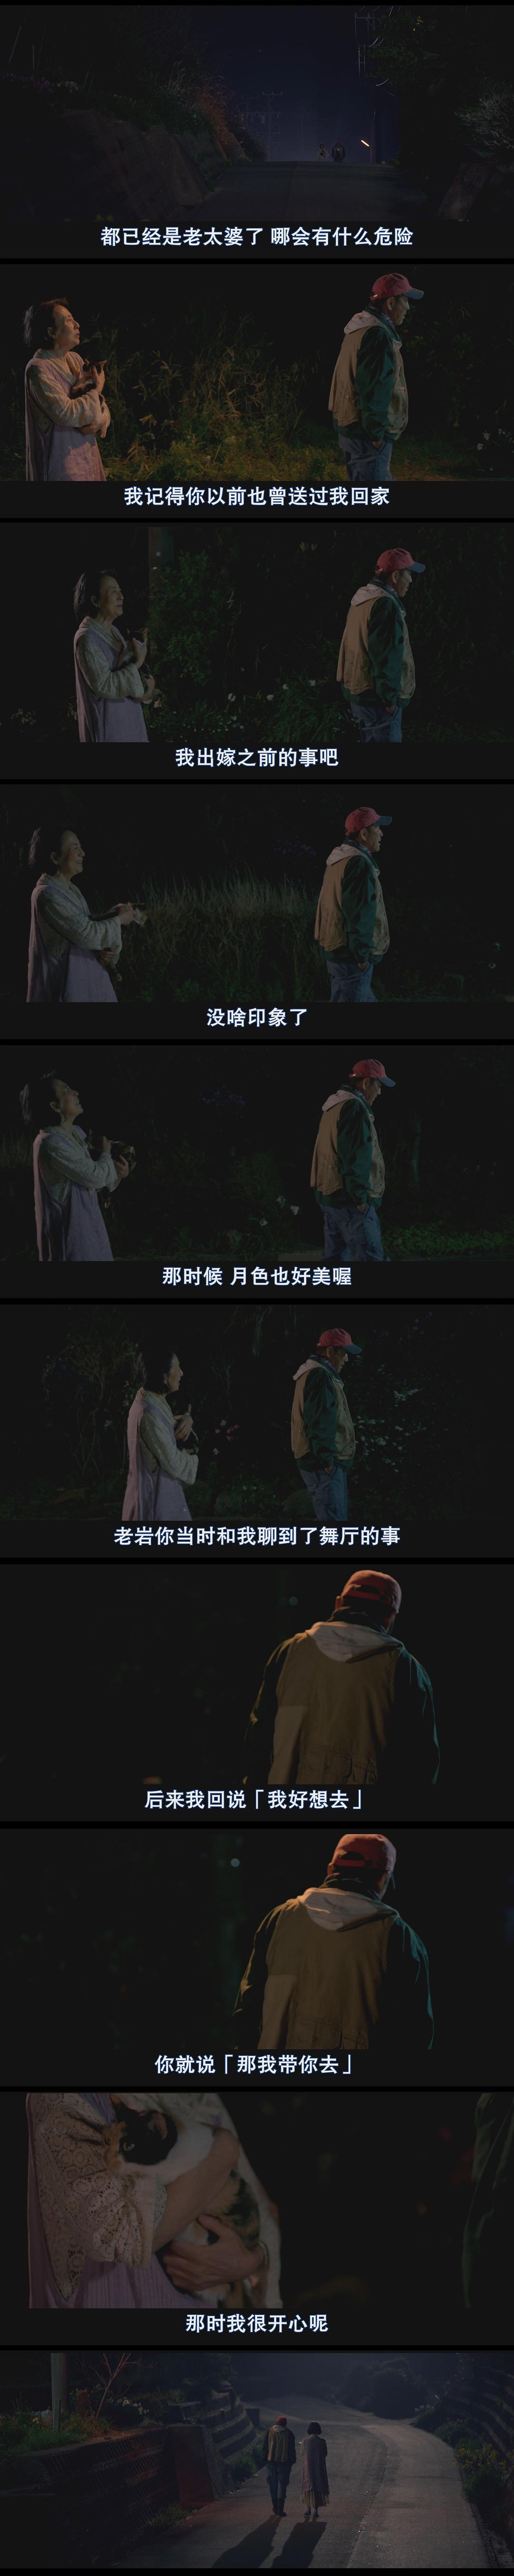 都已经是老太婆了 哪会有什么危险
我记得你以前也曾送过我回家
我出嫁之前的事吧
没啥印象了
那时候 月色也好美喔
老岩你当时和我聊到了舞厅的事
后来我回说「我好想去」
你就说「那我带你去」
那时我很开心呢